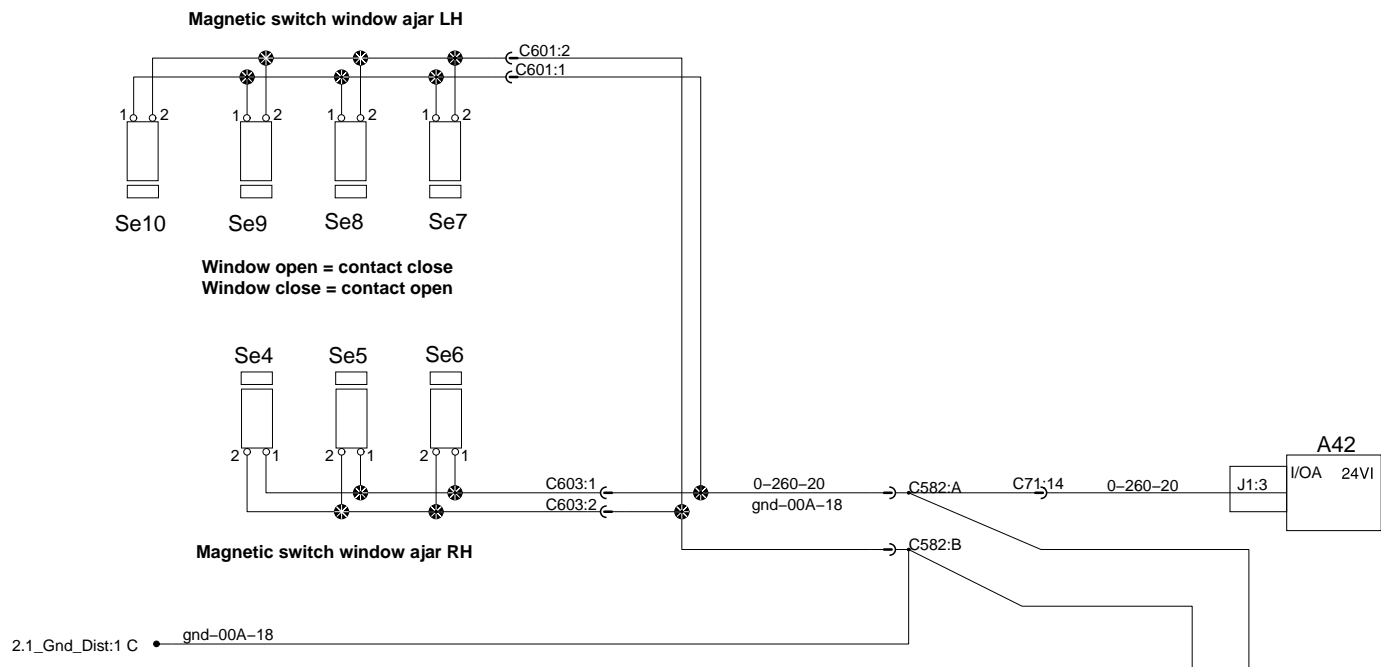 Magnetic switch window ajar LH
C601:2
C601:1
1 2 1 2 1 2 1 2
Se10 Se9 Se8 Se7
Window open = contact close
Window close = contact open
Se4 Se5 Se6
2 1 2 1 2 1
A42
I/OA 24VI
C603:1 0−260−20 C582:A C71:14 0−260−20 J1:3
C603:2 gnd−00A−18
Magnetic switch window ajar RH
C582:B
2.1_Gnd_Dist:1 C gnd−00A−18